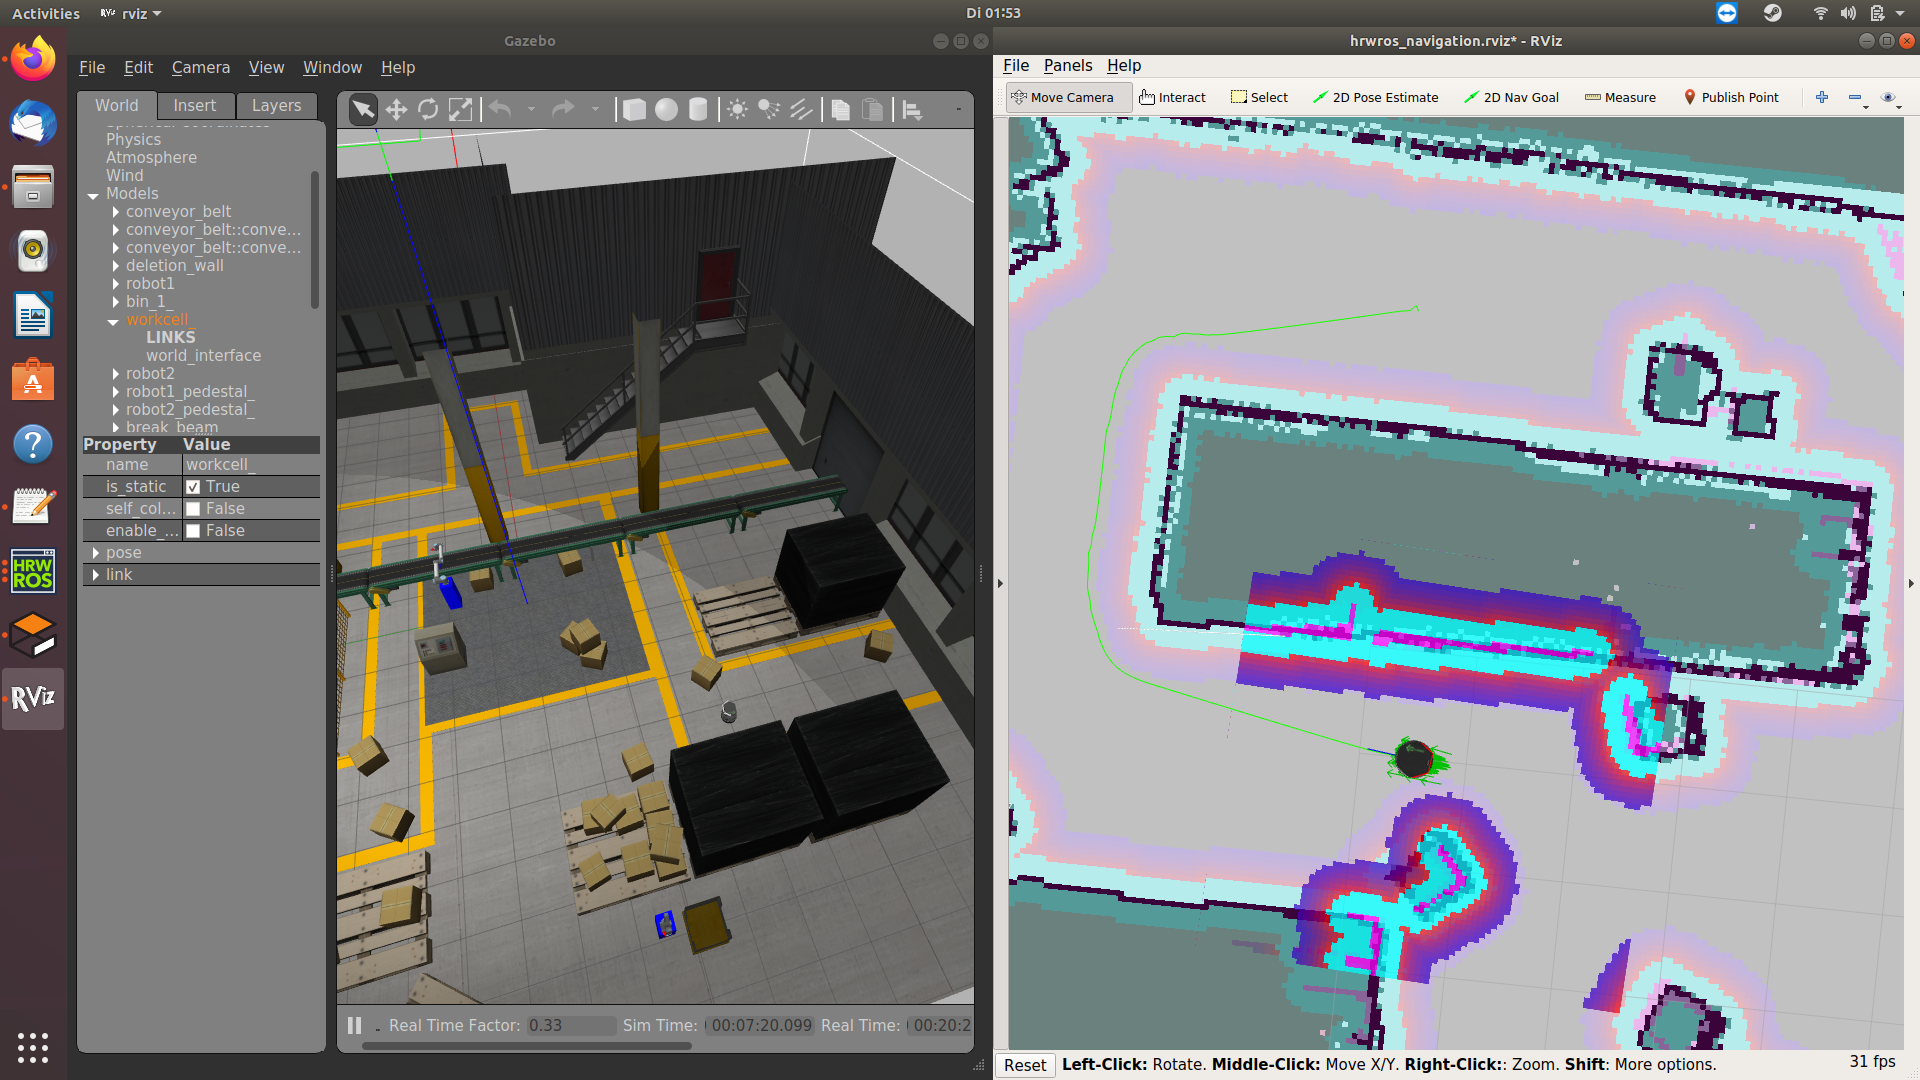 Activities
rviz
Di 01:53
Gazebo
hrwros_navigation.rviz* - RViz
File Edit Camera View Window Help
File Panels Help
World Insert Layers
Move Camera Interact Select 2D Pose Estimate 2D Nav Goal Measure Publish Point
Physics
Atmosphere
Wind
Models
conveyor_belt
conveyor_belt::conve...
conveyor_belt::conve...
deletion_wall
robot1
bin_1_
workcell_
LINKS
world_interface
robot2
robot1_pedestal_
robot2_pedestal_
break_beam
Property Value
name workcell_
is_static True
self_col... False
enable_... False
pose
link
HRW
ROS
RViz
Real Time Factor: 0.33 Sim Time: 00:07:20.099 Real Time: 00:20:2
Reset Left-Click: Rotate. Middle-Click: Move X/Y. Right-Click:: Zoom. Shift: More options.
31 fps